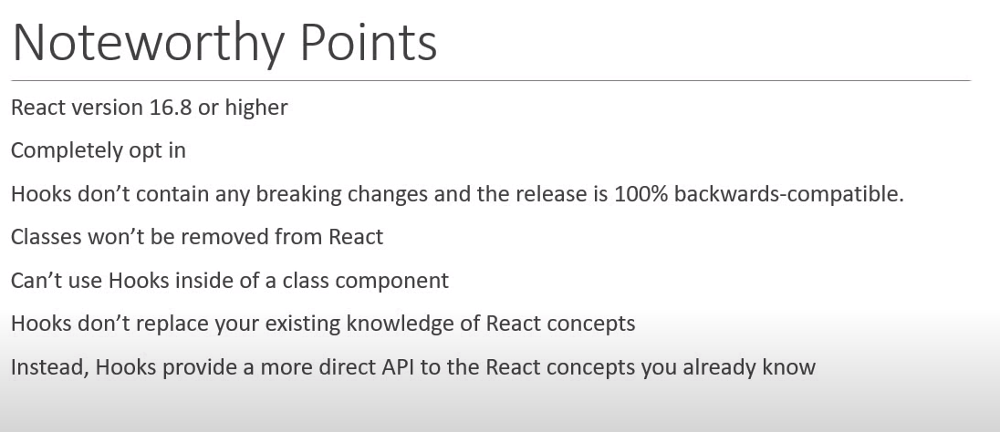 Noteworthy Points
React version 16.8 or higher
Completely opt in
Hooks don’t contain any breaking changes and the release is 100% backwards-compatible.
Classes won’t be removed from React
Can’t use Hooks inside of a class component
Hooks don’t replace your existing knowledge of React concepts
Instead, Hooks provide a more direct API to the React concepts you already know